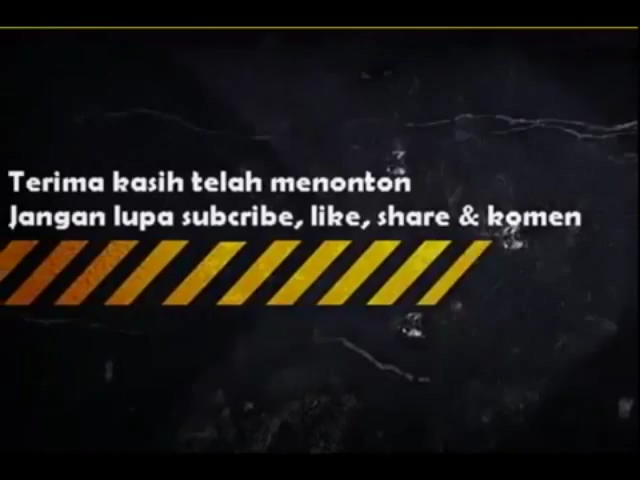 Terima kasih telah menonton
Jangan lupa subcribe, like, share & komen